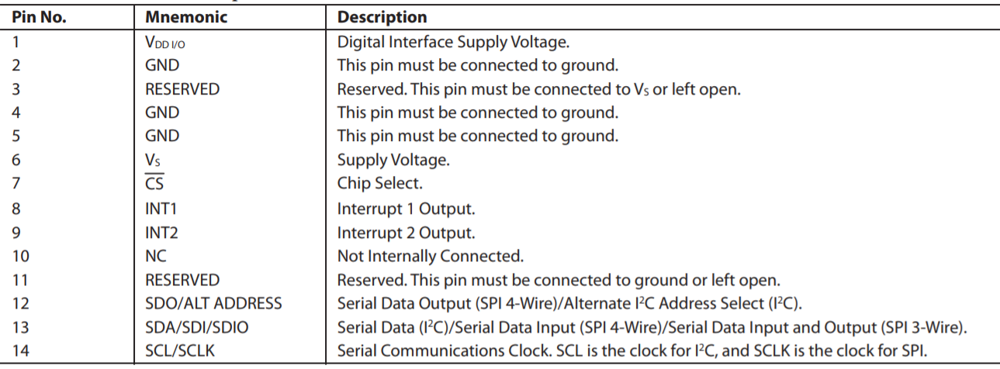 Pin No. Mnemonic Description
1 VDD I/O Digital Interface Supply Voltage.
2 GND This pin must be connected to ground.
3 RESERVED Reserved. This pin must be connected to VS or left open.
4 GND This pin must be connected to ground.
5 GND This pin must be connected to ground.
6 VS Supply Voltage.
7 C̅S̅ Chip Select.
8 INT1 Interrupt 1 Output.
9 INT2 Interrupt 2 Output.
10 NC Not Internally Connected.
11 RESERVED Reserved. This pin must be connected to ground or left open.
12 SDO/ALT ADDRESS Serial Data Output (SPI 4-Wire)/Alternate I²C Address Select (I²C).
13 SDA/SDI/SDIO Serial Data (I²C)/Serial Data Input (SPI 4-Wire)/Serial Data Input and Output (SPI 3-Wire).
14 SCL/SCLK Serial Communications Clock. SCL is the clock for I²C, and SCLK is the clock for SPI.